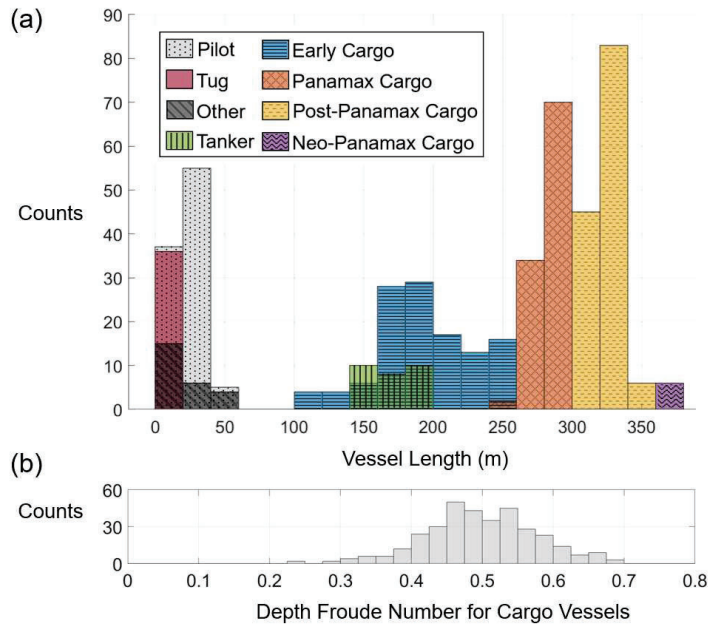 (a)
90
80
70
60
50
40
30
20
10
0
Counts
Pilot
Tug
Other
Tanker
Early Cargo
Panamax Cargo
Post-Panamax Cargo
Neo-Panamax Cargo
0 50 100 150 200 250 300 350
Vessel Length (m)
(b)
Counts
60
30
0
0 0.1 0.2 0.3 0.4 0.5 0.6 0.7 0.8
Depth Froude Number for Cargo Vessels